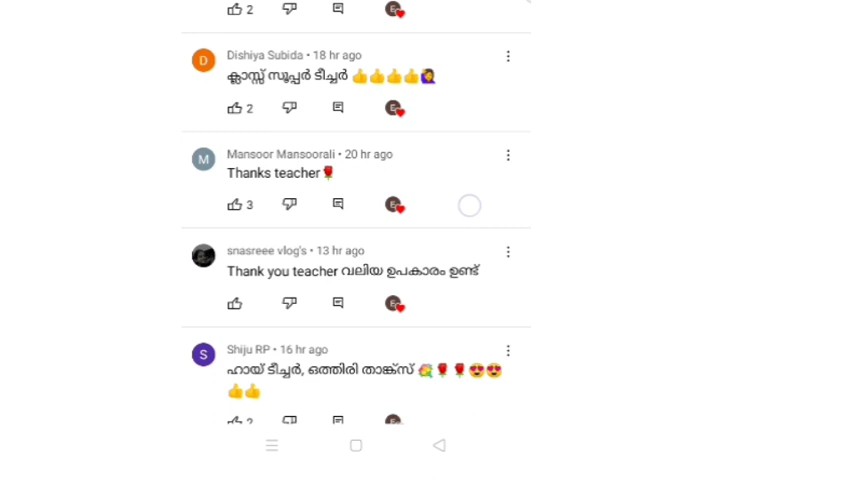 2
Dishiya Subida • 18 hr ago
ക്ലാസ്സ് സൂപ്പർ ടീച്ചർ 👍👍👍👍🙋‍♀️
2
Mansoor Mansoorali • 20 hr ago
Thanks teacher🌹
3
snasreee vlog's • 13 hr ago
Thank you teacher വലിയ ഉപകാരം ഉണ്ട്
Shiju RP • 16 hr ago
ഹായ് ടീച്ചർ, ഒത്തിരി താങ്ക്സ് 💐🌹🌹😍😍
👍👍
2